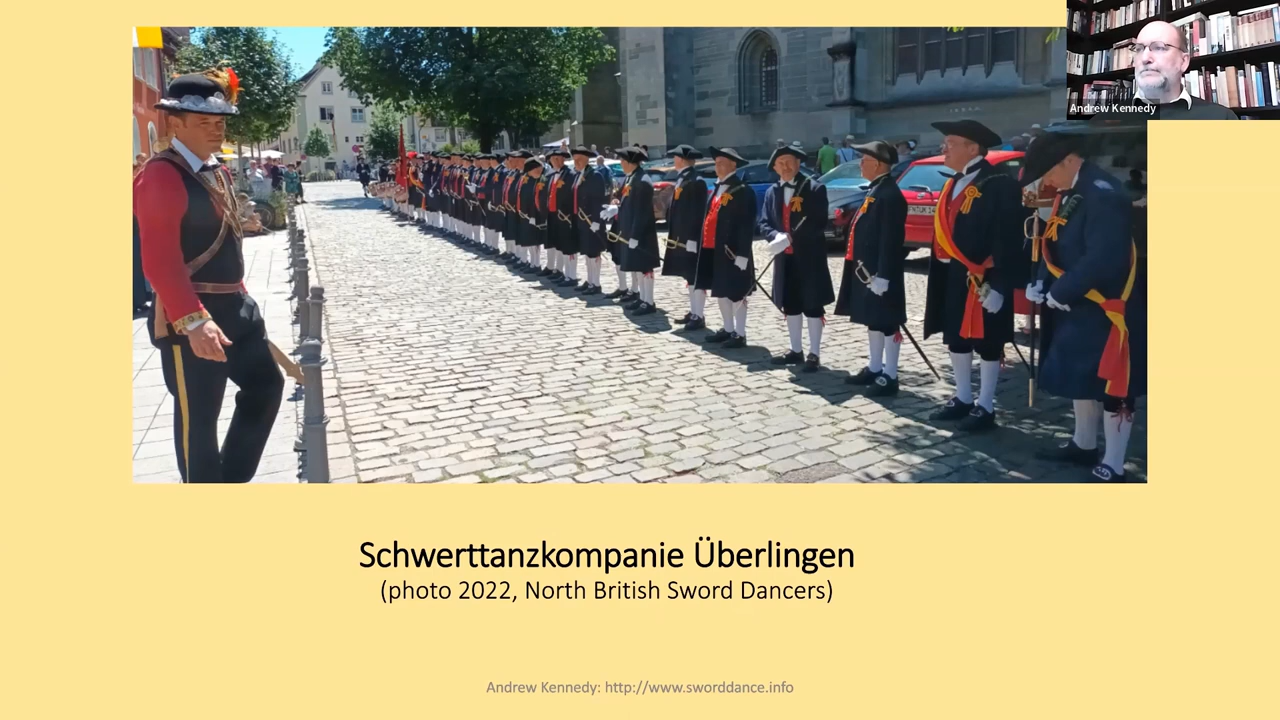 Andrew Kennedy
Schwerttanzkompanie Überlingen
(photo 2022, North British Sword Dancers)
Andrew Kennedy: http://www.sworddance.info